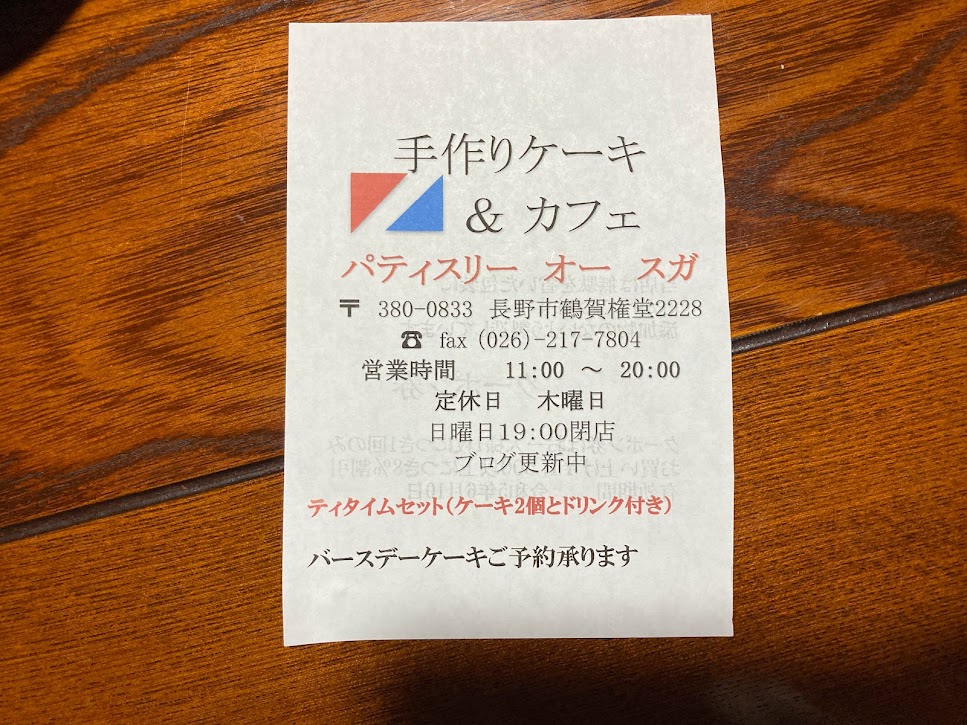 手作りケーキ
& カフェ
パティスリー オー スガ
〒 380-0833 長野市鶴賀権堂2228
☎ fax (026)-217-7804
営業時間 11:00 ～ 20:00
定休日 木曜日
日曜日19:00閉店
ブログ更新中
ティタイムセット(ケーキ2個とドリンク付き)
バースデーケーキご予約承ります